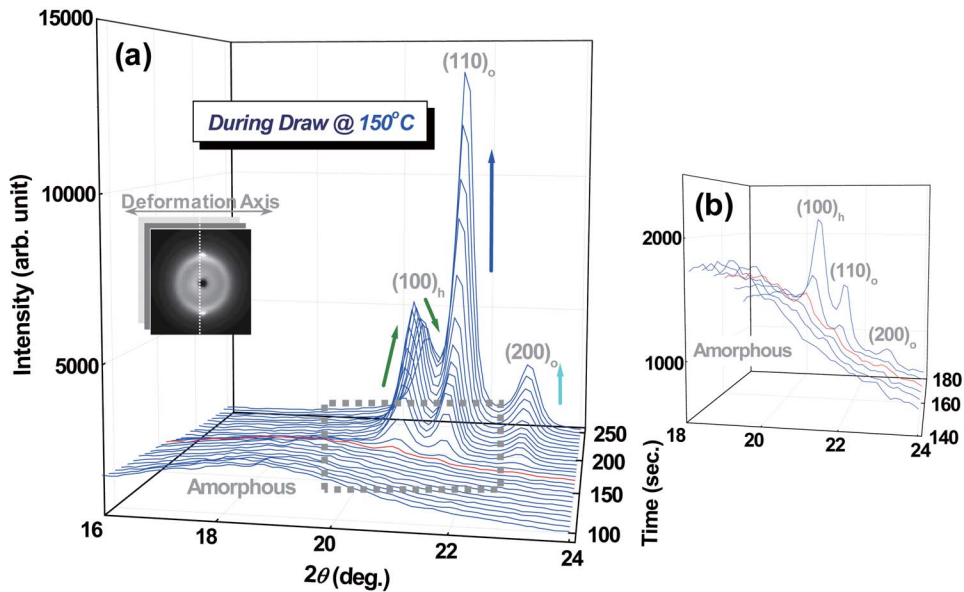 15000
(a)
(110)o
During Draw @ 150°C
10000
Deformation Axis
Intensity (arb. unit)
(100)h
5000
(200)o
Amorphous
250
200
150
100
Time (sec.)
16
18
20
22
24
2θ (deg.)
(b)
(100)h
2000
(110)o
(200)o
Amorphous
1000
180
160
140
18
20
22
24